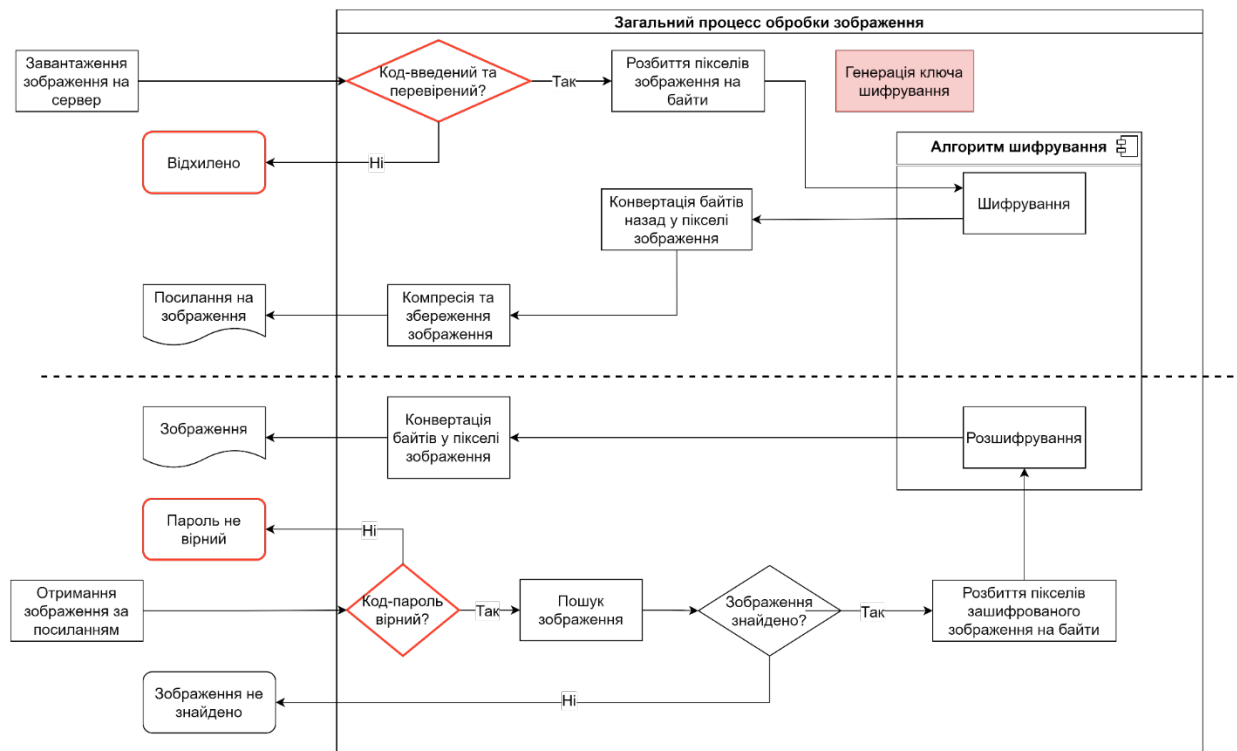 Загальний процесс обробки зображення
Завантаження
зображення на
сервер
Код-введений та
перевірений?
Так
Розбиття пікселів
зображення на
байти
Генерація ключа
шифрування
Ні
Відхилено
Алгоритм шифрування
Шифрування
Конвертація байтів
назад у пікселі
зображення
Посилання на
зображення
Компресія та
збереження
зображення
Зображення
Конвертація
байтів у пікселі
зображення
Розшифрування
Пароль не
вірний
Ні
Отримання
зображення за
посиланням
Код-пароль
вірний?
Так
Пошук
зображення
Зображення
знайдено?
Так
Розбиття пікселів
зашифрованого
зображення на байти
Зображення не
знайдено
Ні